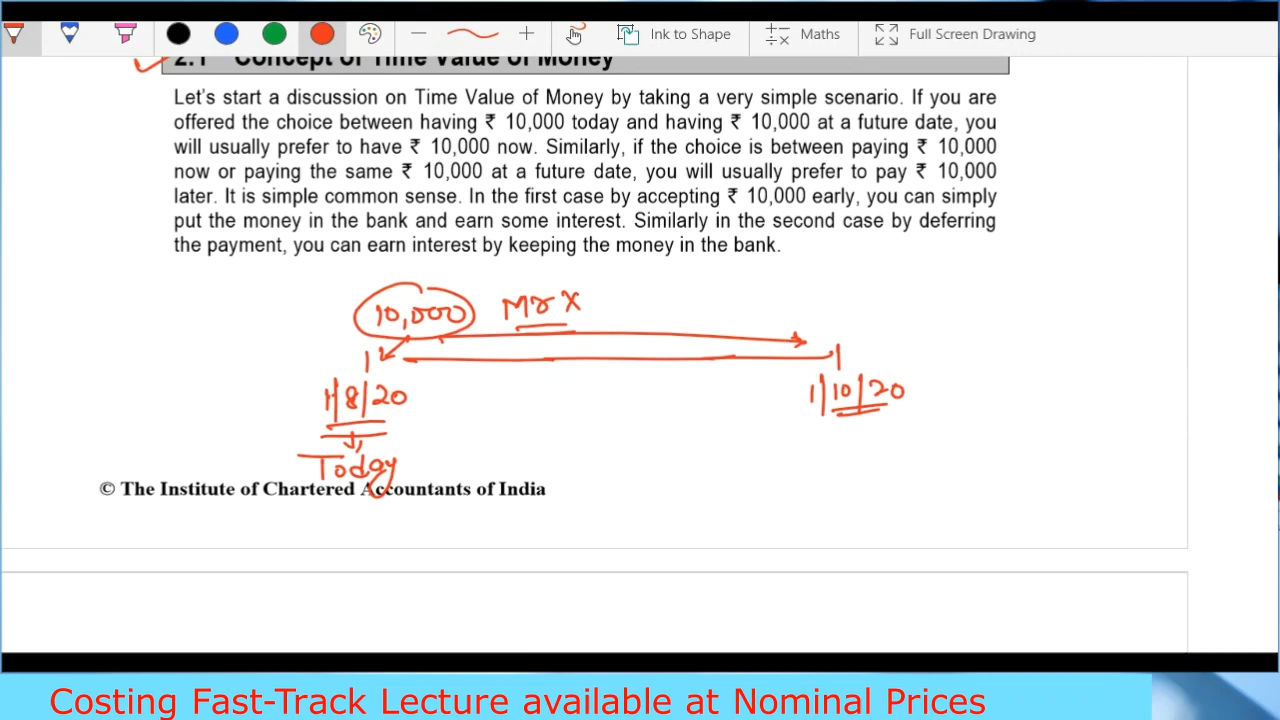 Ink to Shape Maths Full Screen Drawing
2.1 Concept of Time Value of Money
Let's start a discussion on Time Value of Money by taking a very simple scenario. If you are
offered the choice between having ₹ 10,000 today and having ₹ 10,000 at a future date, you
will usually prefer to have ₹ 10,000 now. Similarly, if the choice is between paying ₹ 10,000
now or paying the same ₹ 10,000 at a future date, you will usually prefer to pay ₹ 10,000
later. It is simple common sense. In the first case by accepting ₹ 10,000 early, you can simply
put the money in the bank and earn some interest. Similarly in the second case by deferring
the payment, you can earn interest by keeping the money in the bank.
10,000 Mr X
1/8/20 1/10/20
Today
© The Institute of Chartered Accountants of India
Costing Fast-Track Lecture available at Nominal Prices